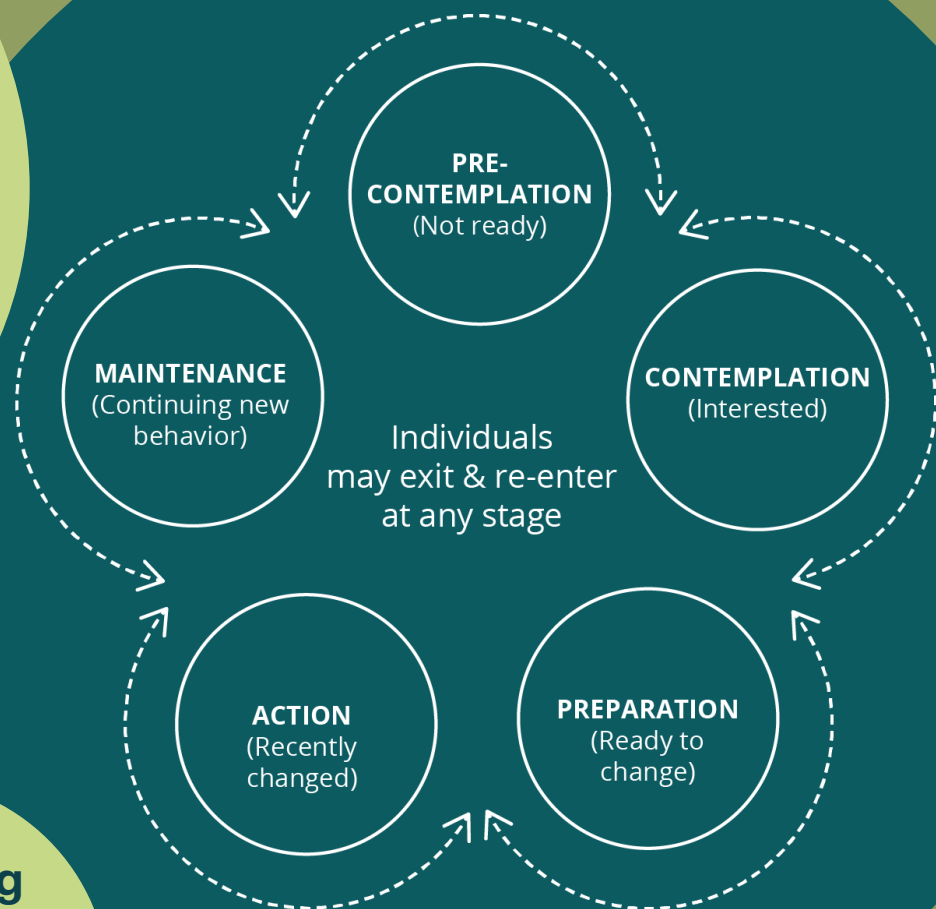 PRE-
CONTEMPLATION
(Not ready)
CONTEMPLATION
(Interested)
PREPARATION
(Ready to
change)
ACTION
(Recently
changed)
MAINTENANCE
(Continuing new
behavior)
Individuals
may exit & re-enter
at any stage
g